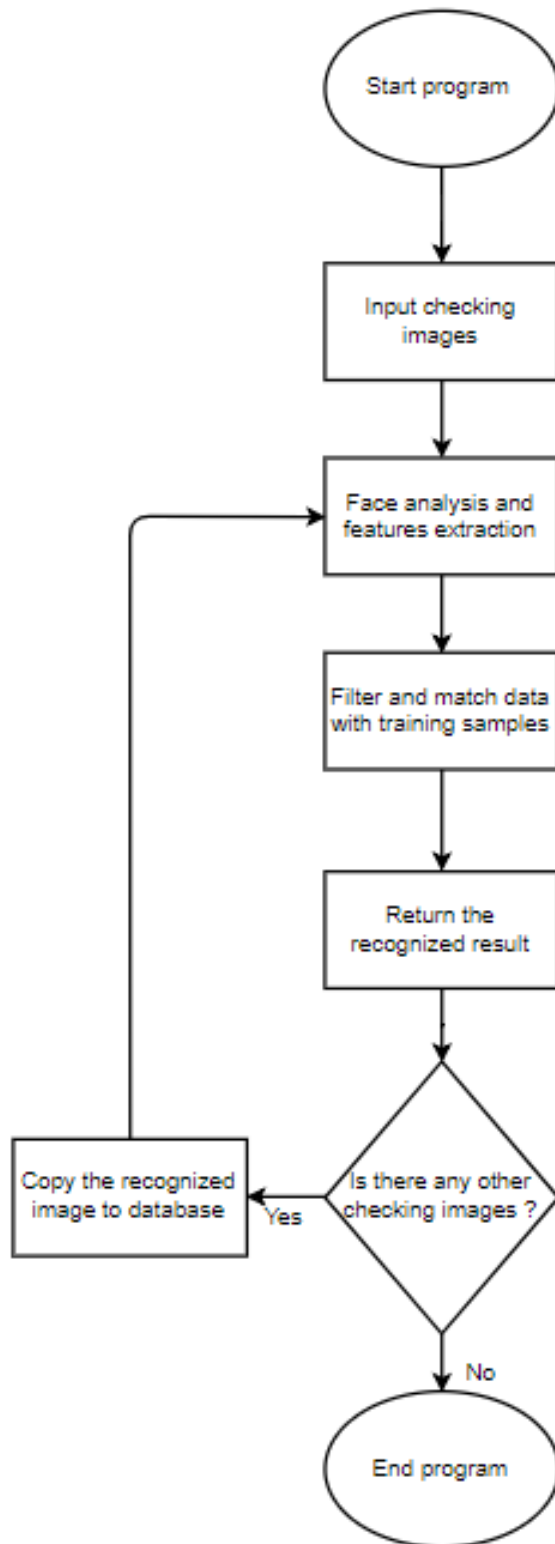 Start program
Input checking
images
Face analysis and
features extraction
Filter and match data
with training samples
Return the
recognized result
Is there any other
checking images ?
Yes
Copy the recognized
image to database
No
End program